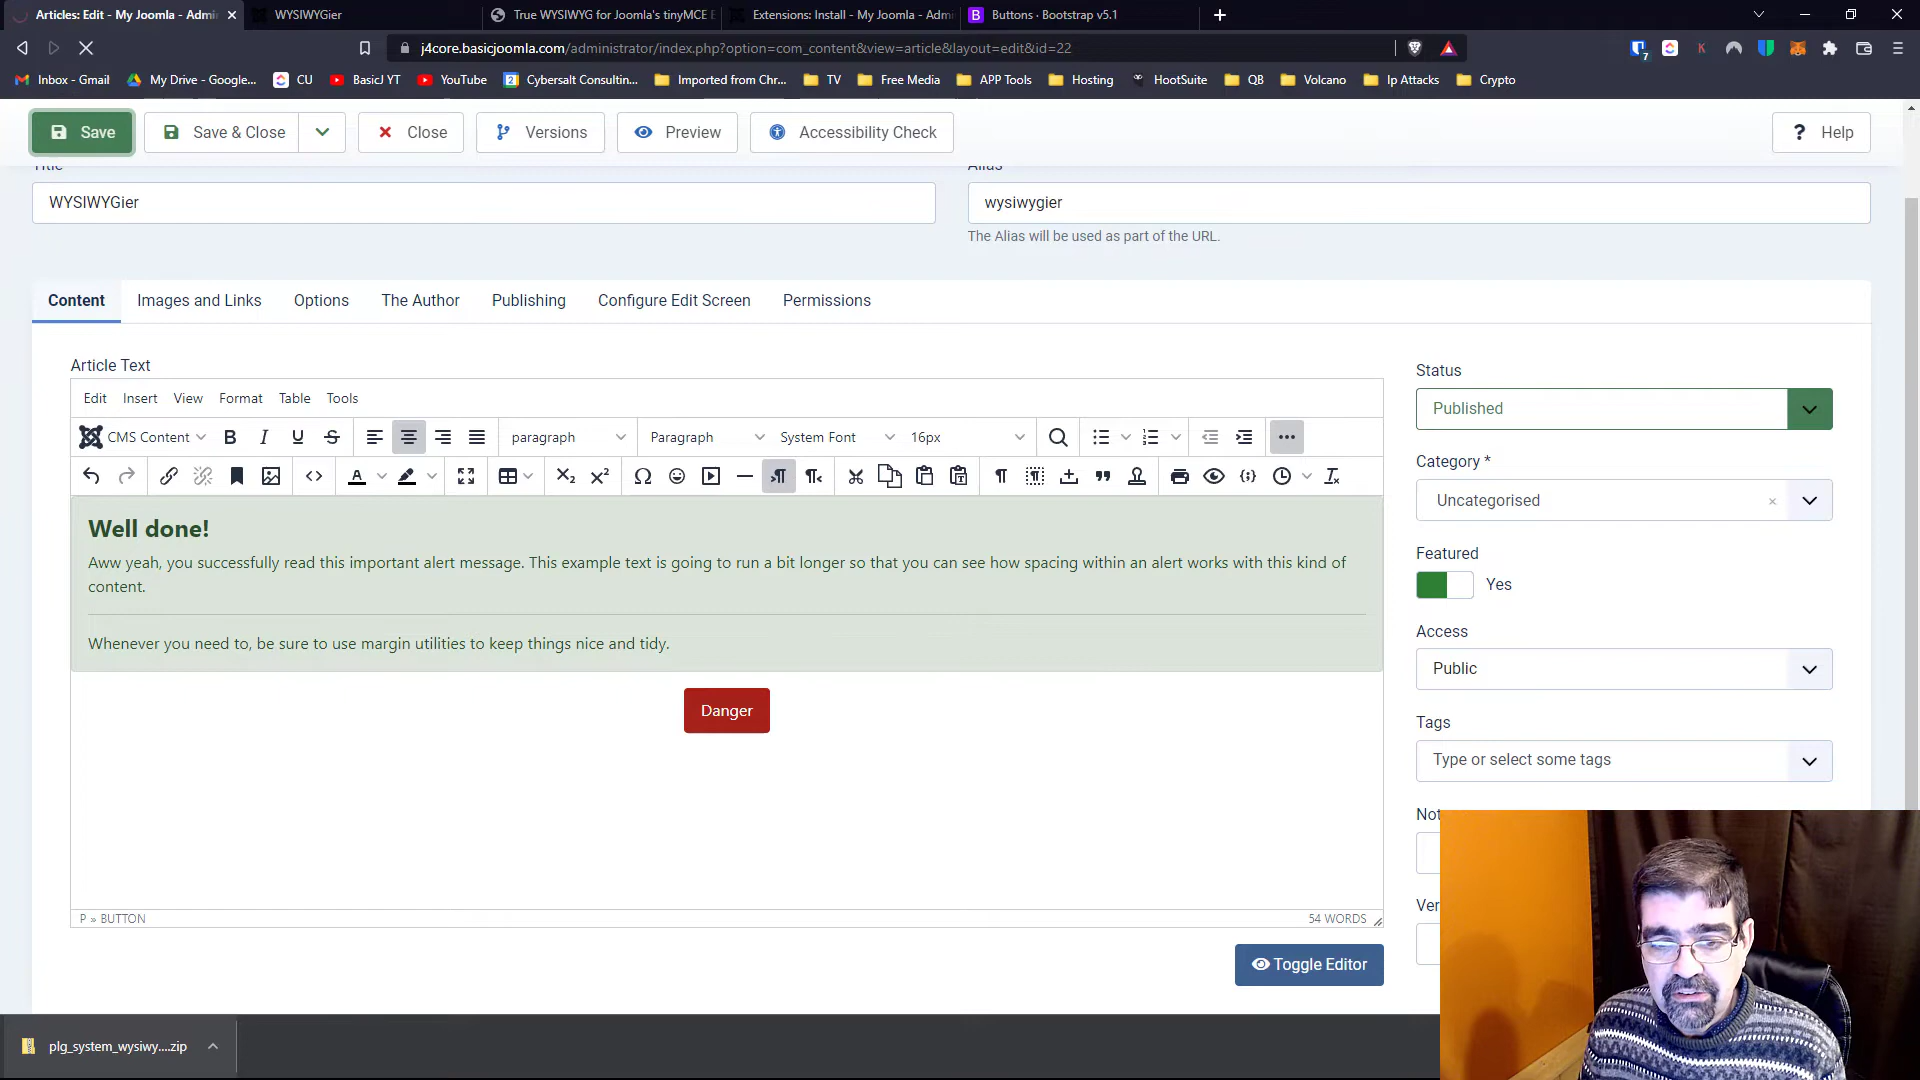 Articles: Edit - My Joomla - Admi
WYSIWYGier
True WYSIWYG for Joomla's tinyMCE E
Extensions: Install - My Joomla - Admi
Buttons · Bootstrap v5.1
j4core.basicjoomla.com/administrator/index.php?option=com_content&view=article&layout=edit&id=22
7
Inbox - Gmail
My Drive - Google...
CU
BasicJ YT
YouTube
Cybersalt Consultin...
Imported from Chr...
TV
Free Media
APP Tools
Hosting
HootSuite
QB
Volcano
Ip Attacks
Crypto
Save
Save & Close
Close
Versions
Preview
Accessibility Check
Help
Title
Alias
WYSIWYGier
wysiwygier
The Alias will be used as part of the URL.
Content
Images and Links
Options
The Author
Publishing
Configure Edit Screen
Permissions
Article Text
Edit Insert View Format Table Tools
CMS Content
paragraph
Paragraph
System Font
16px
Well done!
Aww yeah, you successfully read this important alert message. This example text is going to run a bit longer so that you can see how spacing within an alert works with this kind of
content.
Whenever you need to, be sure to use margin utilities to keep things nice and tidy.
Danger
P » BUTTON
54 WORDS
Toggle Editor
Status
Published
Category *
Uncategorised
Featured
Yes
Access
Public
Tags
Type or select some tags
Not
Ver
plg_system_wysiwy....zip